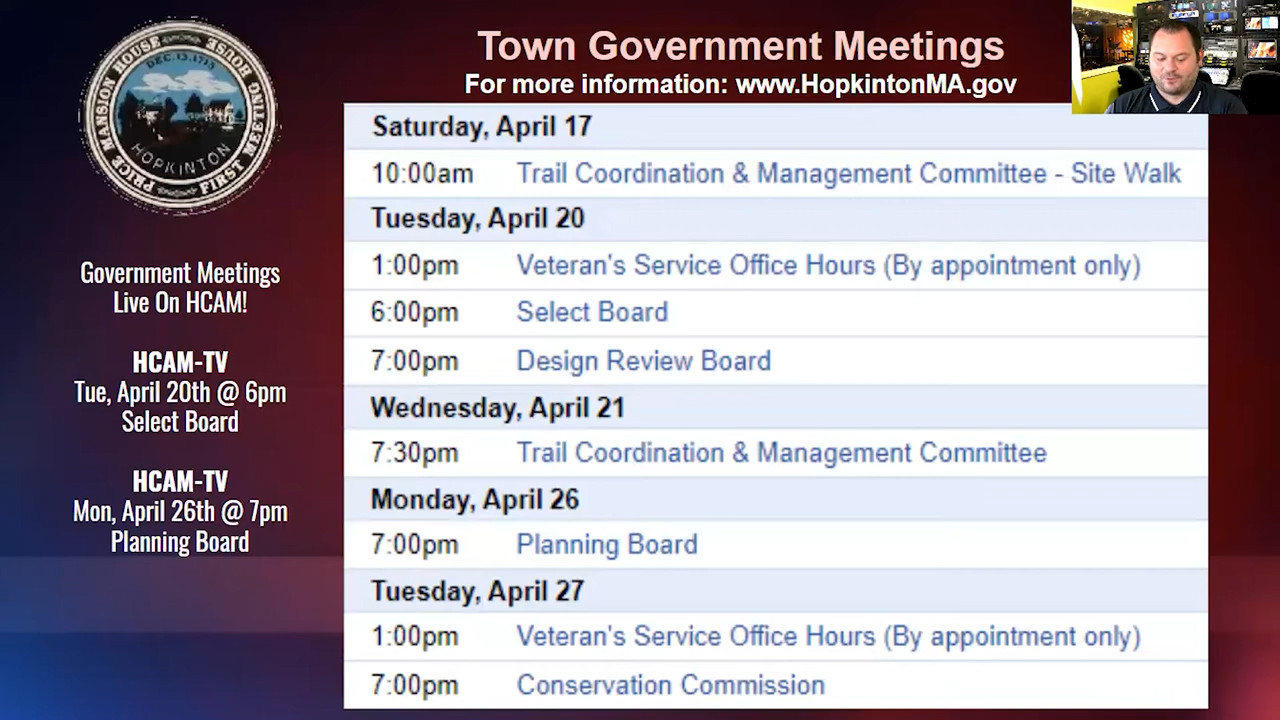 Town Government Meetings
For more information: www.HopkintonMA.gov
PRICE MANSION HOUSE
FIRST MEETING HOUSE
DEC. 13, 1715
HOPKINTON
Government Meetings
Live On HCAM!
HCAM-TV
Tue, April 20th @ 6pm
Select Board
HCAM-TV
Mon, April 26th @ 7pm
Planning Board
Saturday, April 17
10:00am Trail Coordination & Management Committee - Site Walk
Tuesday, April 20
1:00pm Veteran's Service Office Hours (By appointment only)
6:00pm Select Board
7:00pm Design Review Board
Wednesday, April 21
7:30pm Trail Coordination & Management Committee
Monday, April 26
7:00pm Planning Board
Tuesday, April 27
1:00pm Veteran's Service Office Hours (By appointment only)
7:00pm Conservation Commission